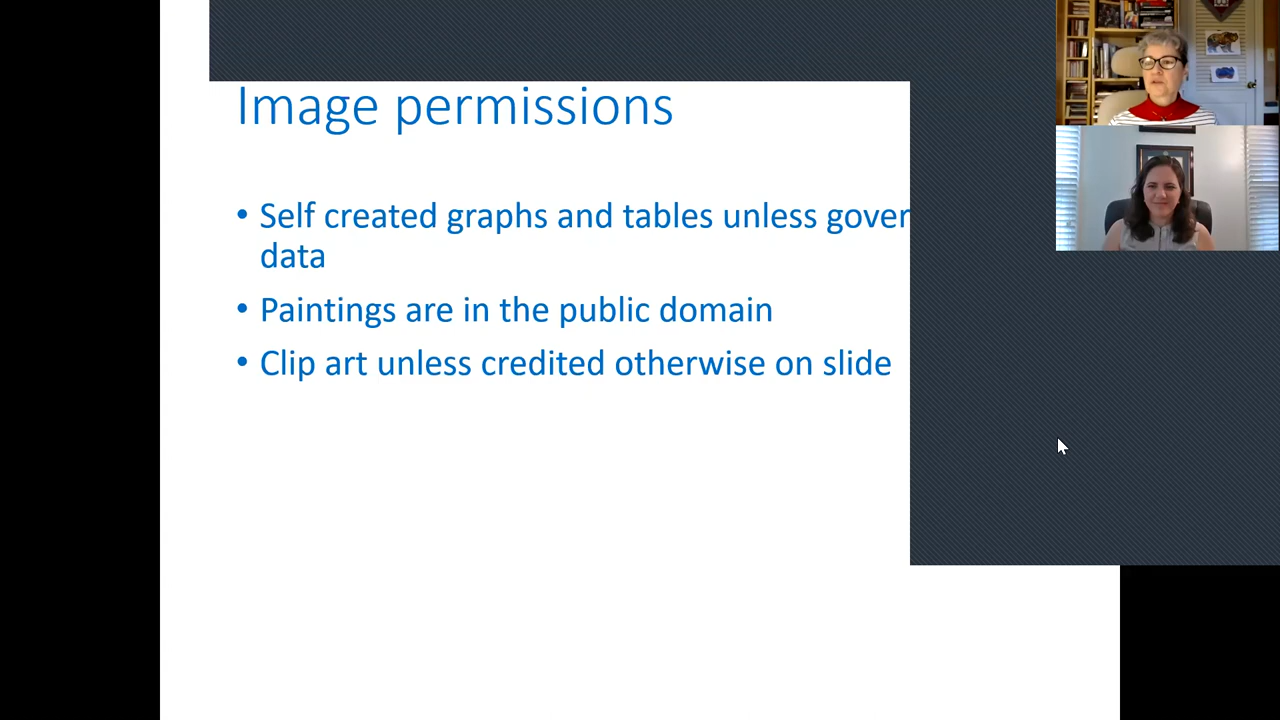 Image permissions
• Self created graphs and tables unless gover
data
• Paintings are in the public domain
• Clip art unless credited otherwise on slide